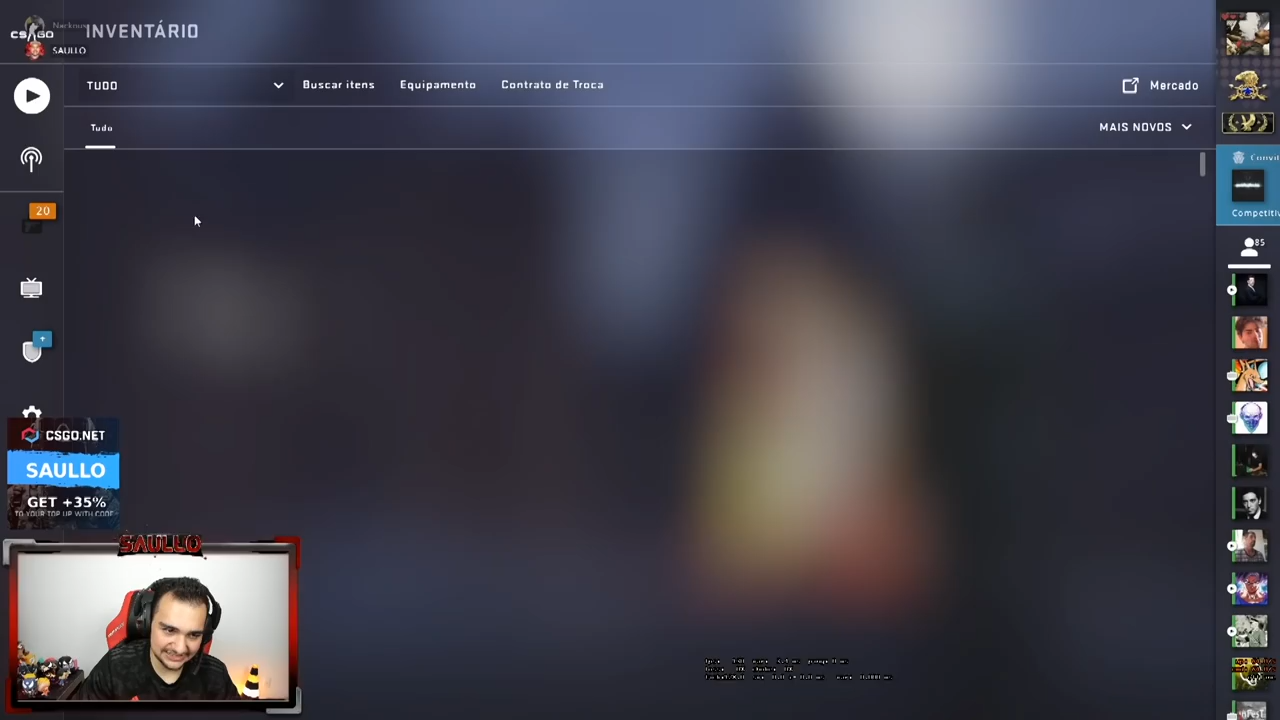 CS GO
INVENTÁRIO
SAULLO
TUDO
Buscar itens
Equipamento
Contrato de Troca
Mercado
Tudo
MAIS NOVOS
20
85
CSGO.NET
SAULLO
GET +35%
TO YOUR TOP UP WITH CODE
SAULLO